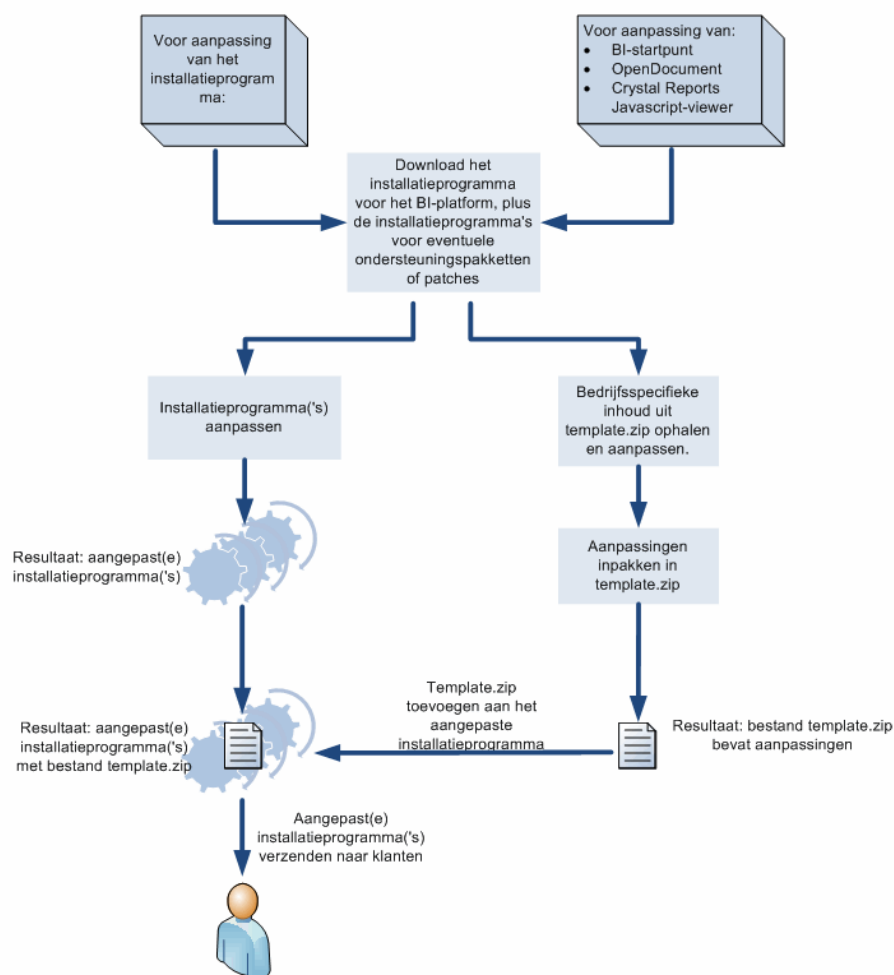 Voor aanpassing
van het
installatieprogram
ma:
Voor aanpassing van:
• BI-startpunt
• OpenDocument
• Crystal Reports
Javascript-viewer
Download het
installatieprogramma
voor het BI-platform, plus
de installatieprogramma's
voor eventuele
ondersteuningspakketten
of patches
Installatieprogramma('s)
aanpassen
Bedrijfsspecifieke
inhoud uit
template.zip ophalen
en aanpassen.
Resultaat: aangepast(e)
installatieprogramma('s)
Aanpassingen
inpakken in
template.zip
Template.zip
toevoegen aan het
aangepaste
installatieprogramma
Resultaat: aangepast(e)
installatieprogramma('s)
met bestand template.zip
Resultaat: bestand template.zip
bevat aanpassingen
Aangepast(e)
installatieprogramma('s)
verzenden naar klanten